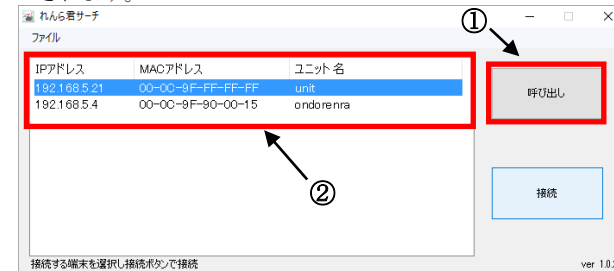 れんら君サーチ
①
ファイル
IPアドレス MACアドレス ユニット名
192.168.5.21 00-0C-9F-FF-FF-FF unit
192.168.5.4 00-0C-9F-90-00-15 ondorenra
呼び出し
②
接続
接続する端末を選択し接続ボタンで接続
ver 1.0.